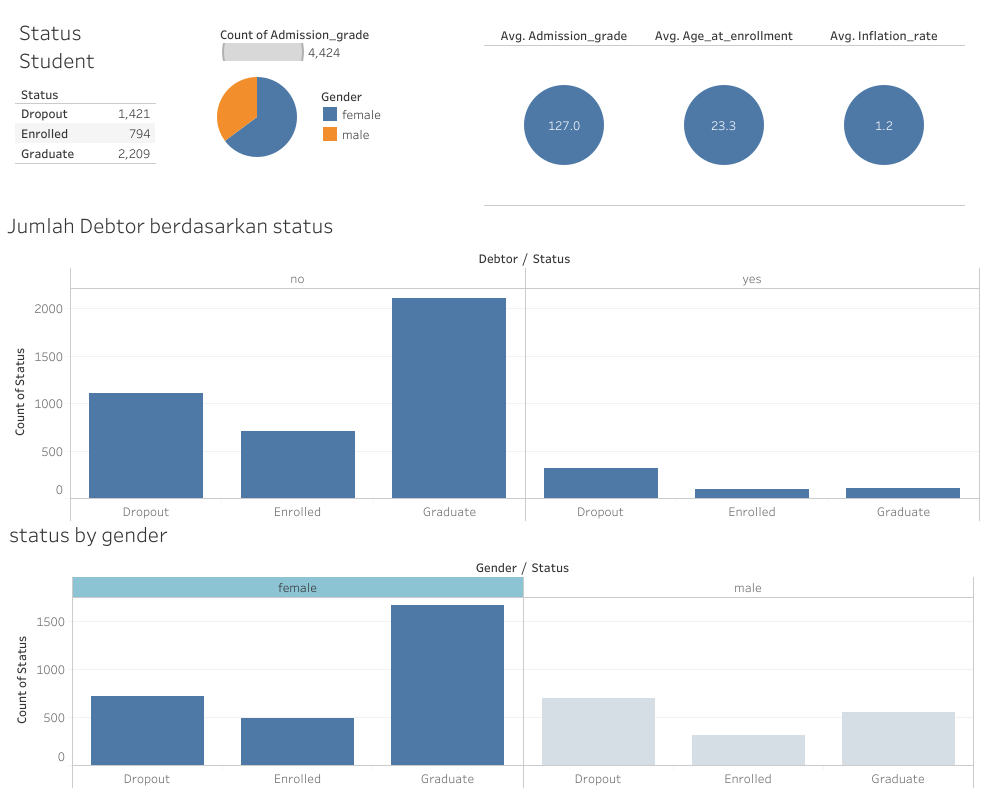 Status
Student
Status
Dropout 1,421
Enrolled 794
Graduate 2,209
Count of Admission_grade
4,424
Gender
female
male
Avg. Admission_grade Avg. Age_at_enrollment Avg. Inflation_rate
127.0 23.3 1.2
Jumlah Debtor berdasarkan status
Debtor / Status
no yes
Count of Status
2000
1500
1000
500
0
Dropout Enrolled Graduate Dropout Enrolled Graduate
status by gender
Gender / Status
female male
Count of Status
1500
1000
500
0
Dropout Enrolled Graduate Dropout Enrolled Graduate